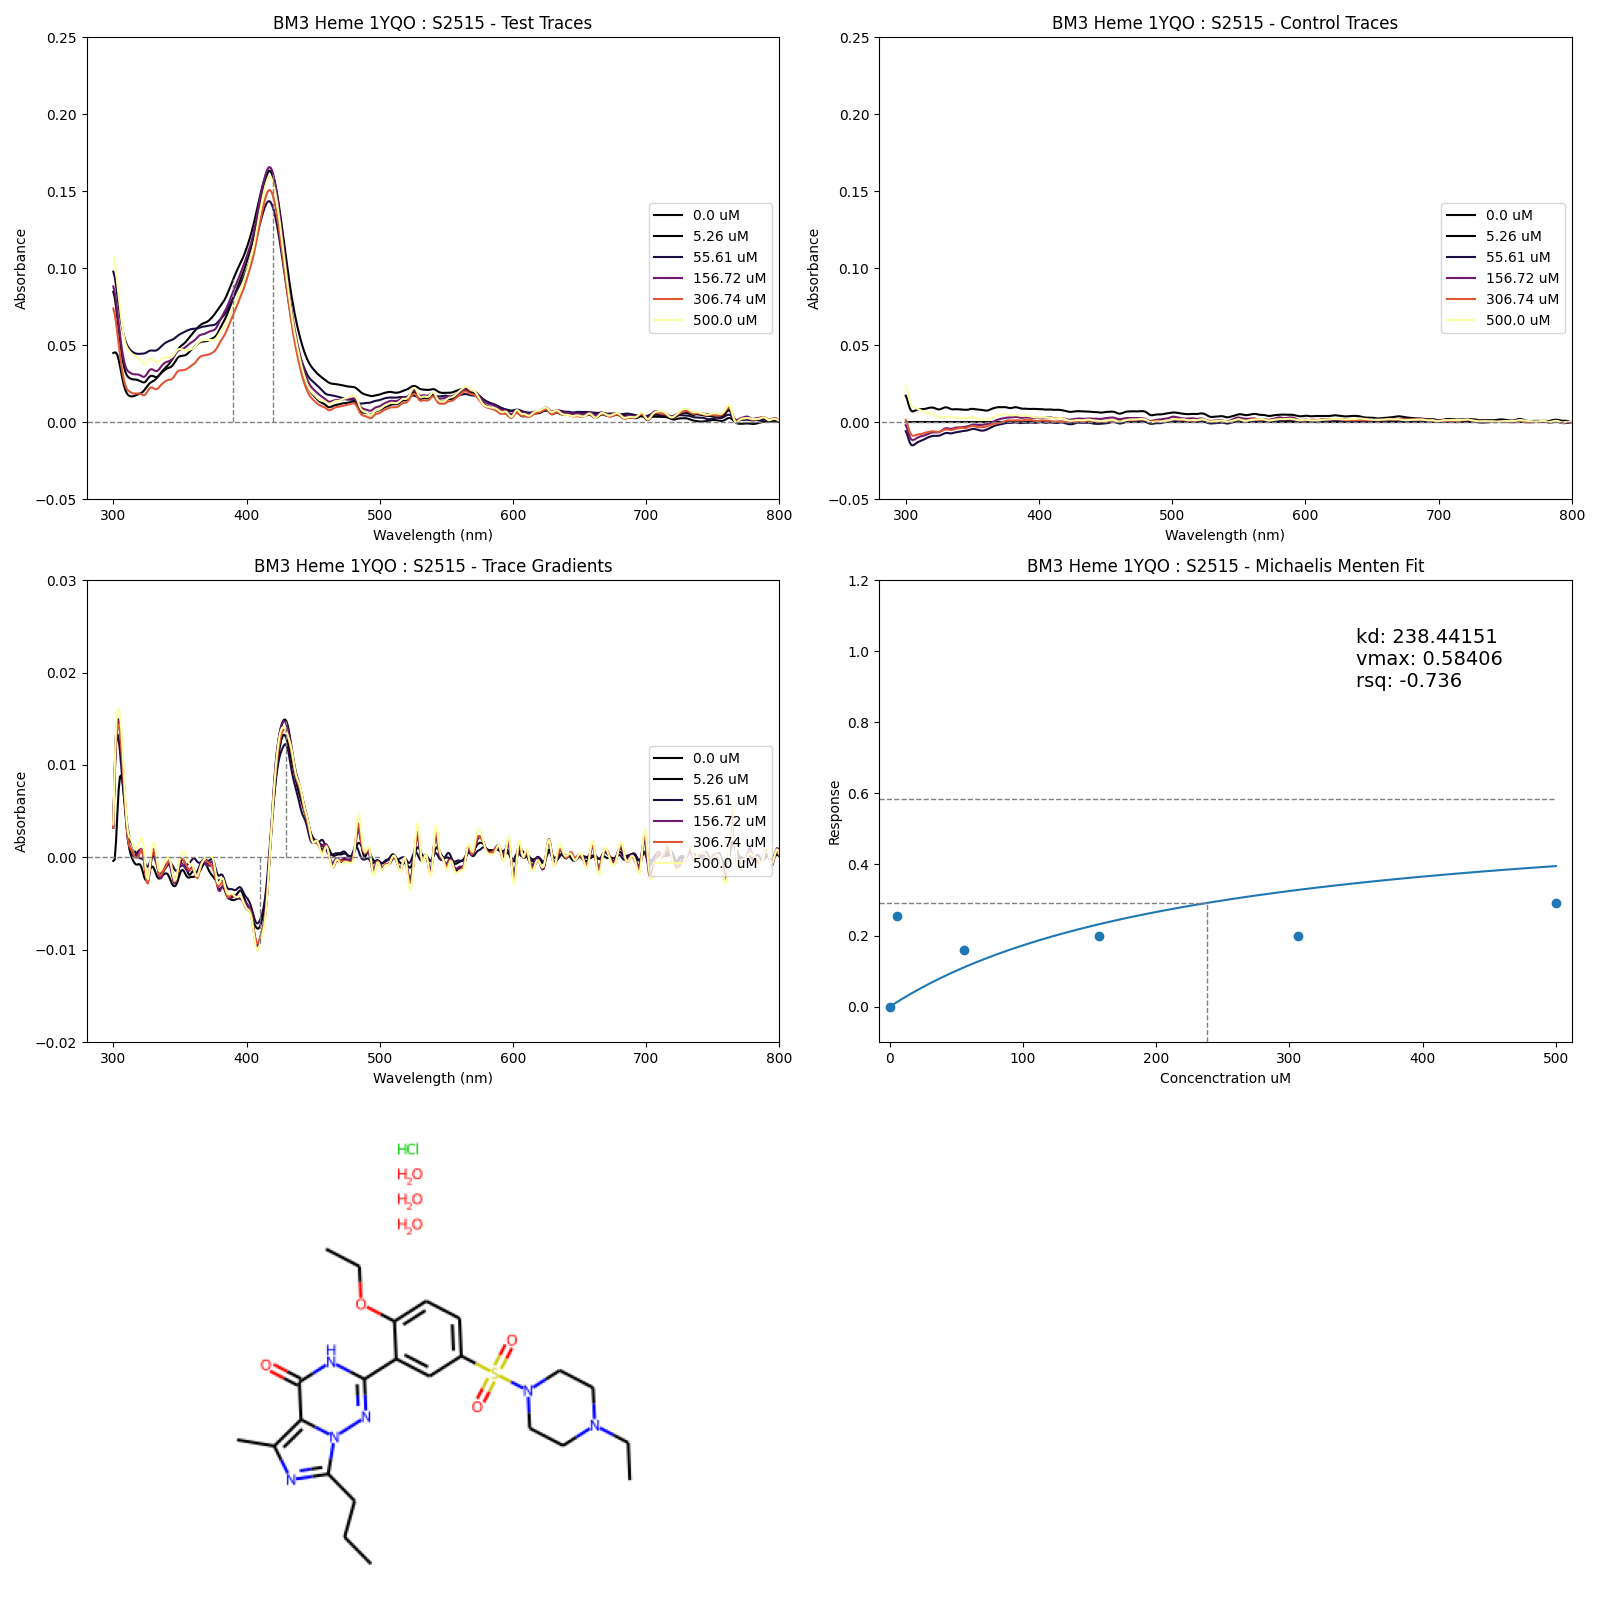 BM3 Heme 1YQO : S2515 - Test Traces
0.25
0.20
0.15
0.10
0.05
0.00
−0.05
Absorbance
300
400
500
600
700
800
Wavelength (nm)
0.0 uM
5.26 uM
55.61 uM
156.72 uM
306.74 uM
500.0 uM
BM3 Heme 1YQO : S2515 - Control Traces
0.25
0.20
0.15
0.10
0.05
0.00
−0.05
Absorbance
300
400
500
600
700
800
Wavelength (nm)
0.0 uM
5.26 uM
55.61 uM
156.72 uM
306.74 uM
500.0 uM
BM3 Heme 1YQO : S2515 - Trace Gradients
0.03
0.02
0.01
0.00
−0.01
−0.02
Absorbance
300
400
500
600
700
800
Wavelength (nm)
0.0 uM
5.26 uM
55.61 uM
156.72 uM
306.74 uM
500.0 uM
BM3 Heme 1YQO : S2515 - Michaelis Menten Fit
1.2
1.0
0.8
0.6
0.4
0.2
0.0
Response
kd: 238.44151
vmax: 0.58406
rsq: -0.736
0
100
200
300
400
500
Concenctration uM
HCl
H2O
H2O
H2O
O
O
H
N
O
S
O
N
N
N
N
N